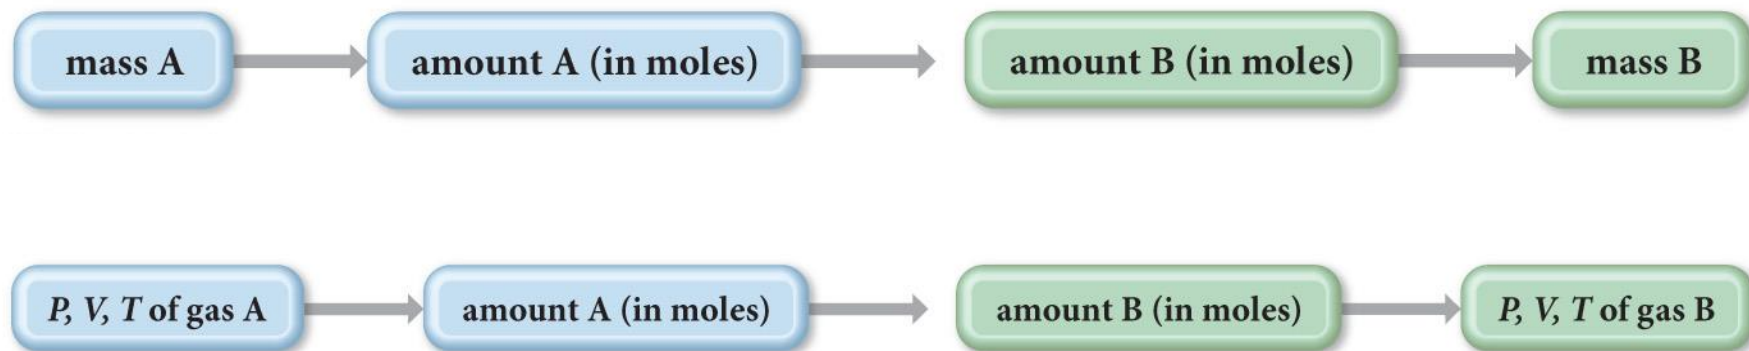 mass A
amount A (in moles)
amount B (in moles)
mass B
P, V, T of gas A
amount A (in moles)
amount B (in moles)
P, V, T of gas B